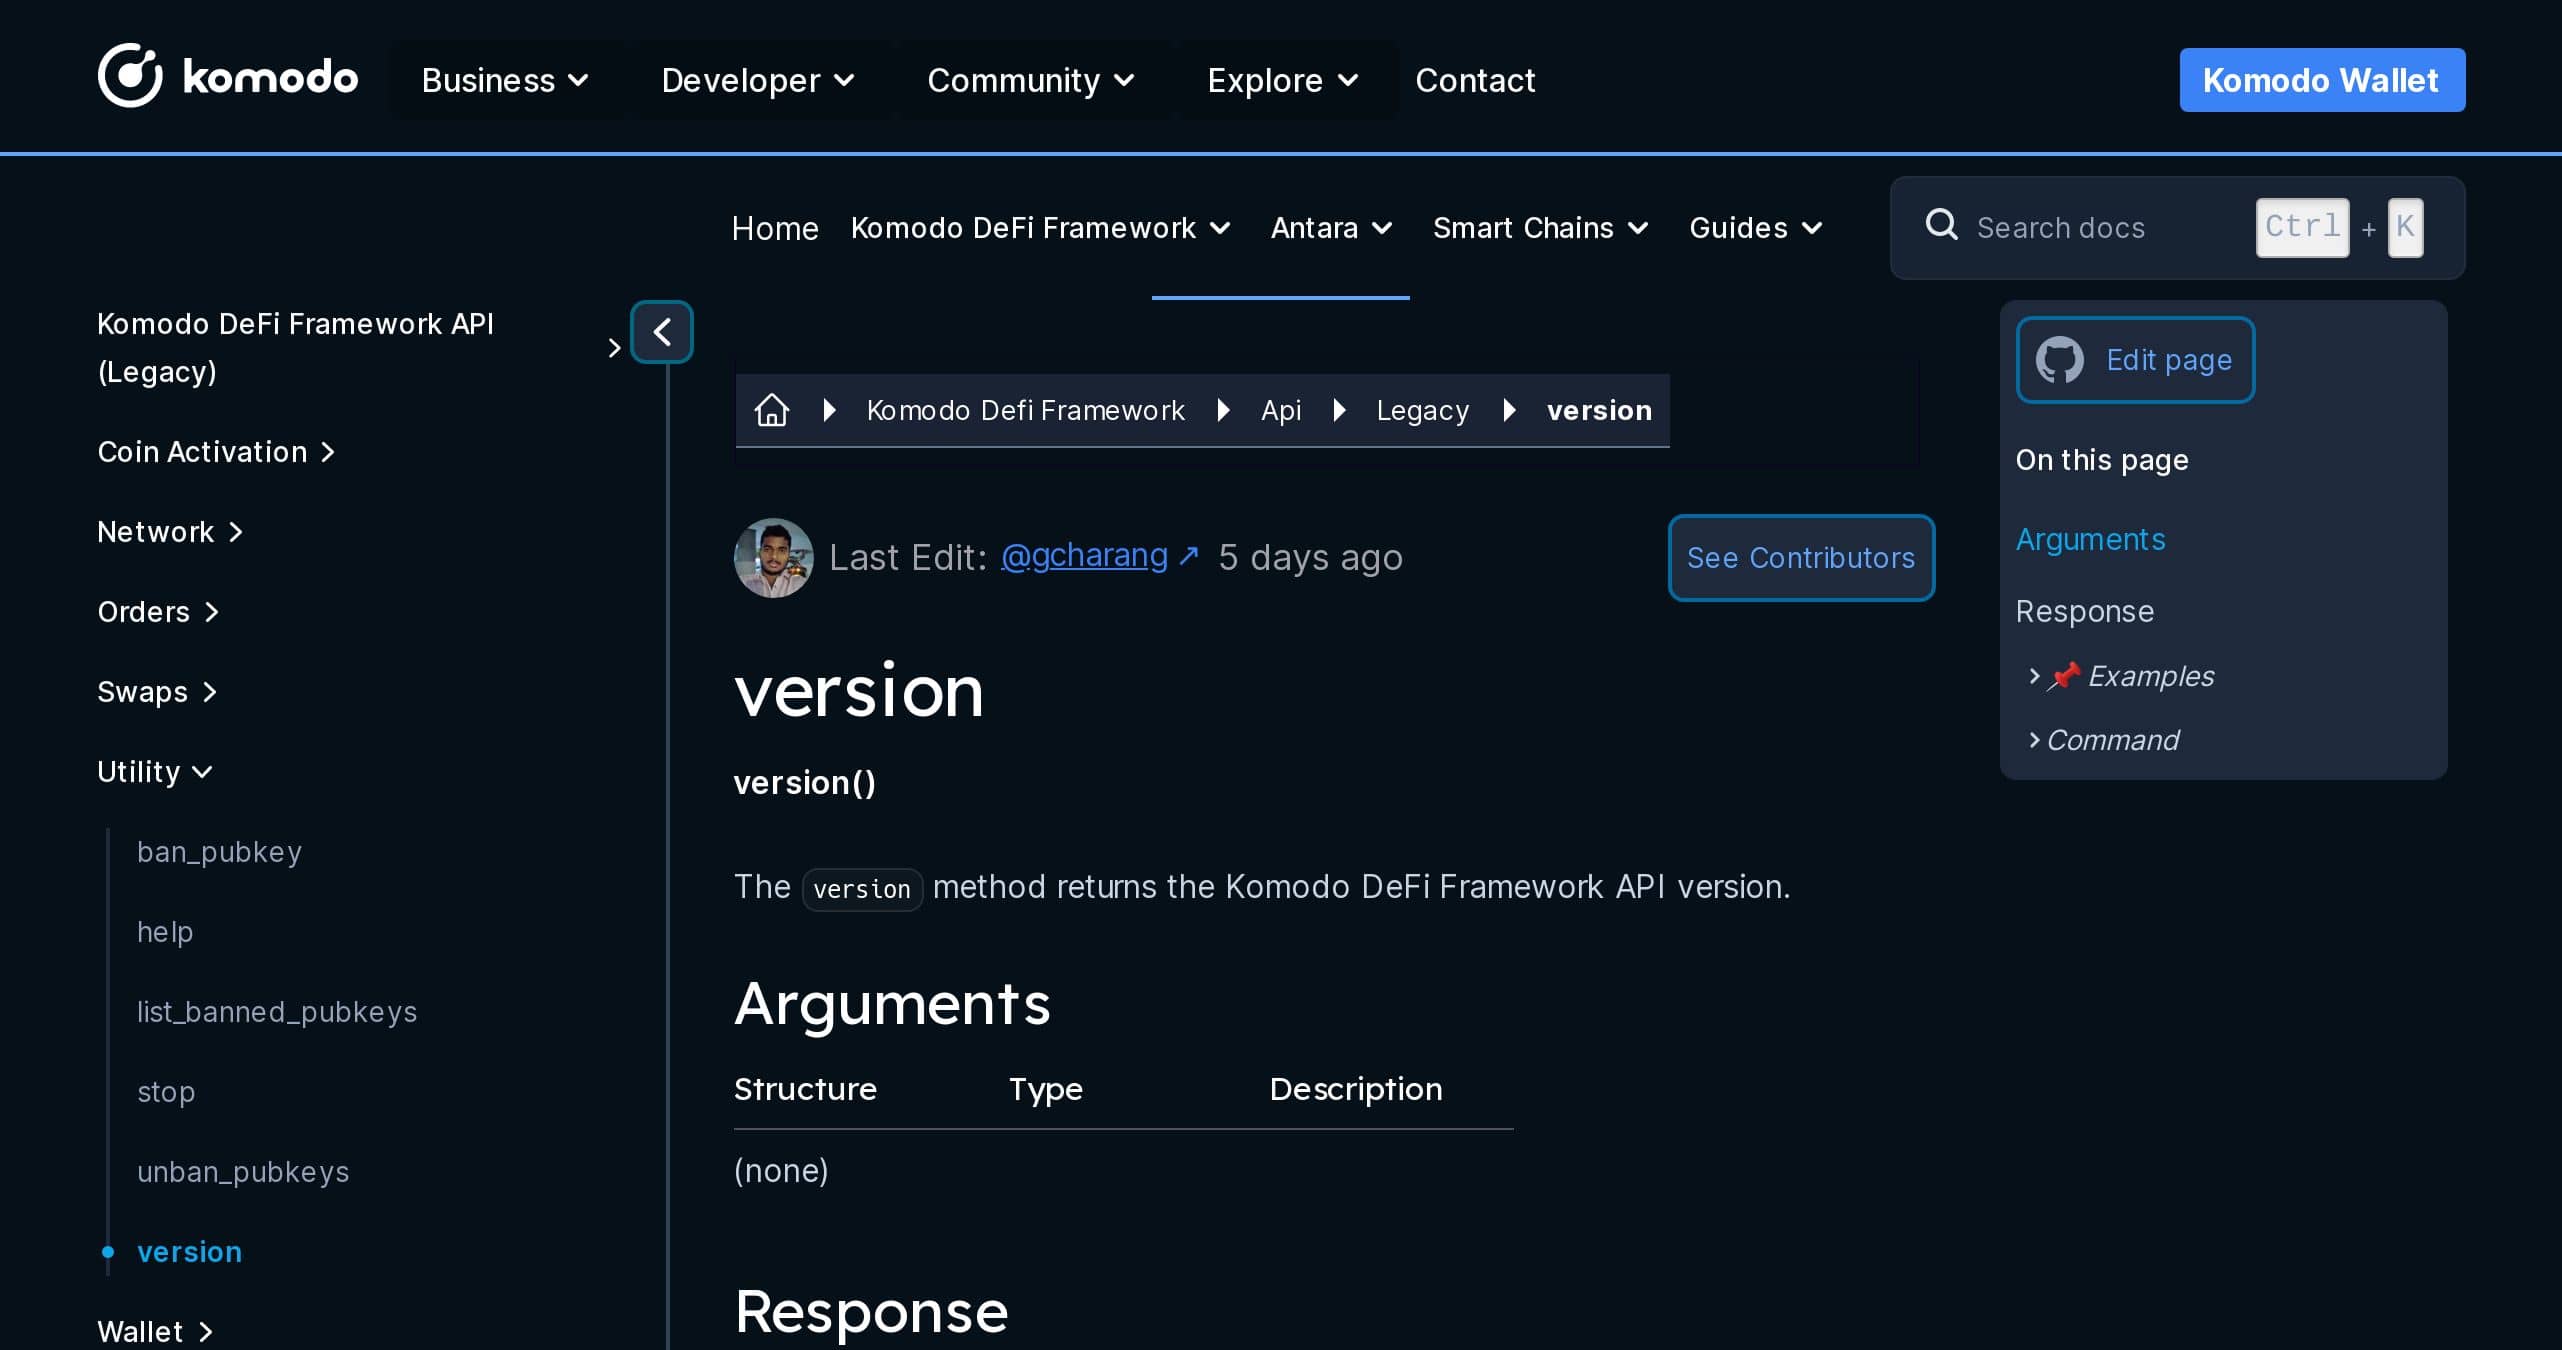 komodo Business Developer Community Explore Contact Komodo Wallet
Home Komodo DeFi Framework Antara Smart Chains Guides Search docs Ctrl + K
Komodo DeFi Framework API
(Legacy)
Coin Activation
Network
Orders
Swaps
Utility
ban_pubkey
help
list_banned_pubkeys
stop
unban_pubkeys
version
Wallet
Komodo Defi Framework Api Legacy version
Last Edit: @gcharang ↗ 5 days ago See Contributors
version
version()
The version method returns the Komodo DeFi Framework API version.
Arguments
Structure Type Description
(none)
Response
Edit page
On this page
Arguments
Response
📌 Examples
Command